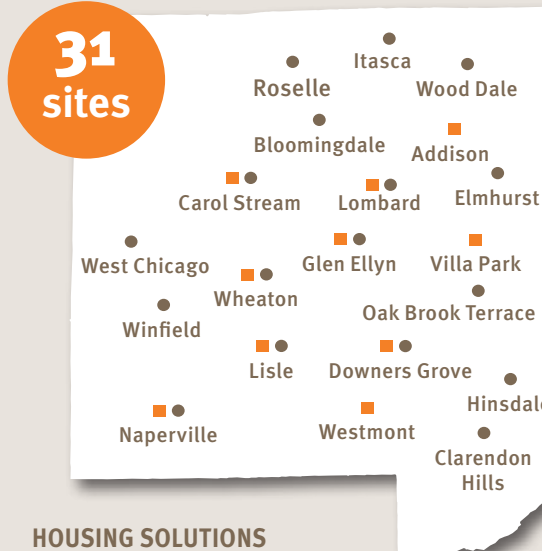 31
sites
Itasca
Roselle
Wood Dale
Bloomingdale
Addison
Carol Stream
Lombard
Elmhurst
West Chicago
Glen Ellyn
Villa Park
Wheaton
Oak Brook Terrace
Winfield
Lisle
Downers Grove
Hinsdale
Naperville
Westmont
Clarendon
Hills
HOUSING SOLUTIONS